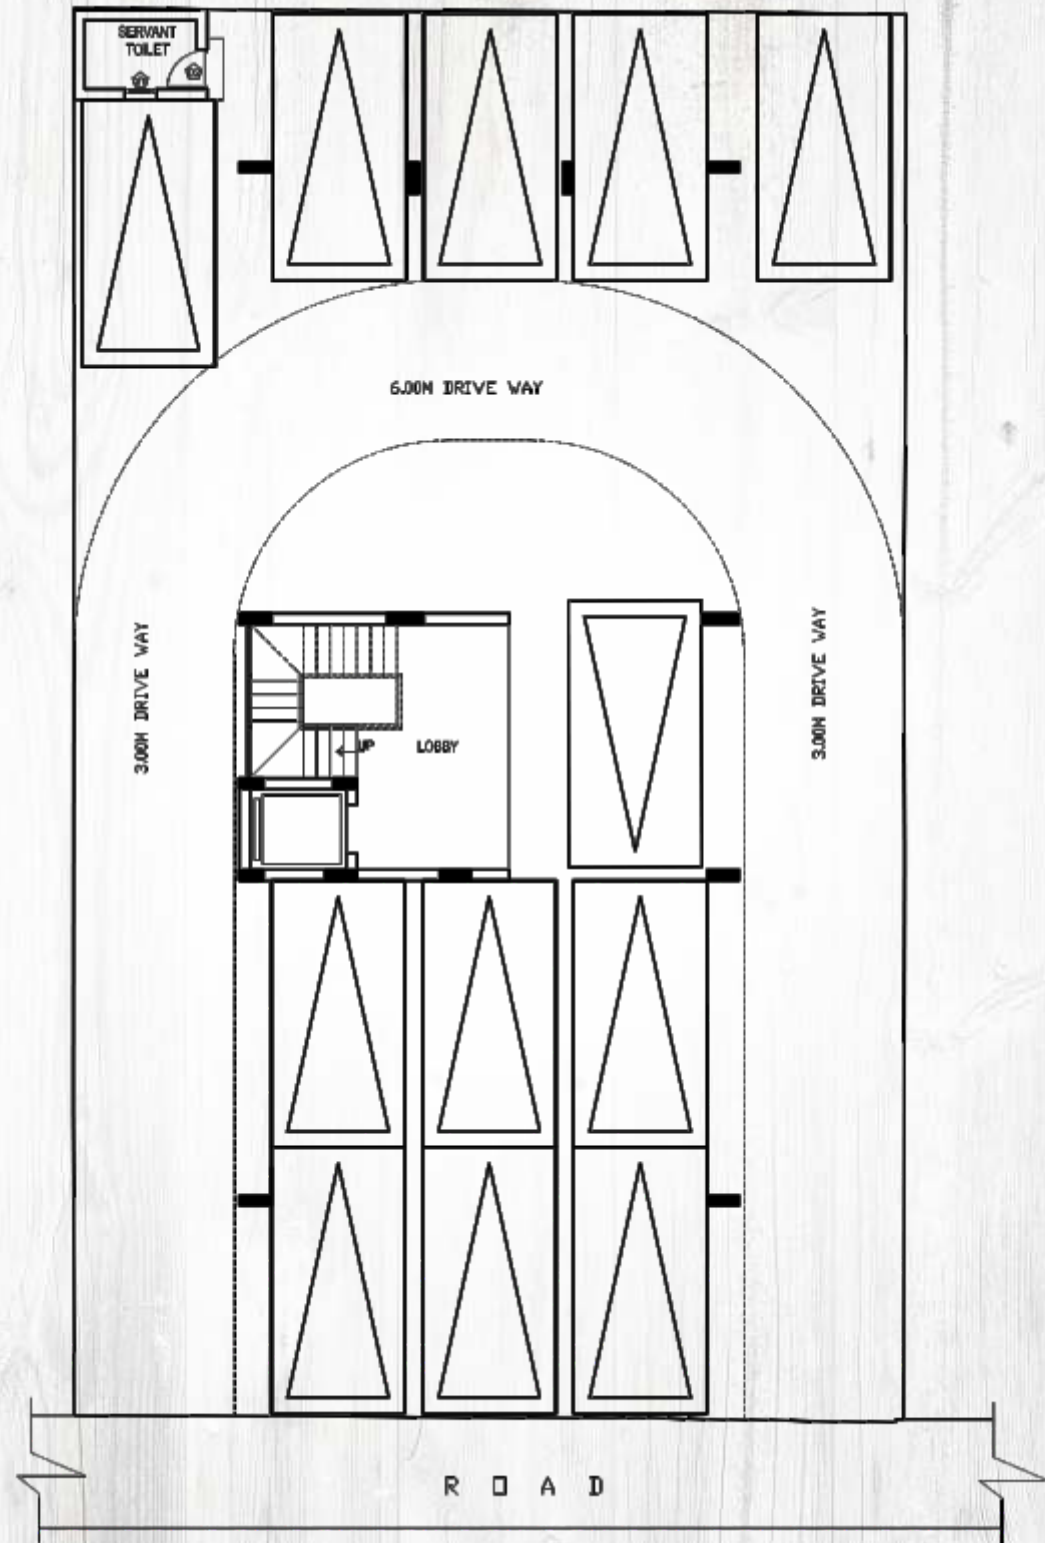 SERVANT
TOILET
6.00M DRIVE WAY
3.00M DRIVE WAY
3.00M DRIVE WAY
UP
LOBBY
ROAD